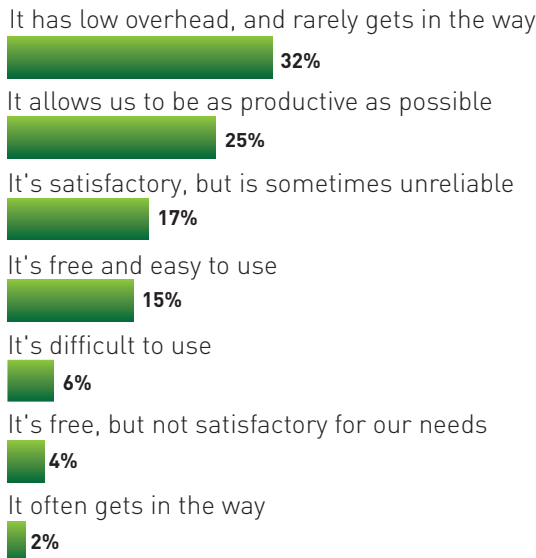 It has low overhead, and rarely gets in the way
32%
It allows us to be as productive as possible
25%
It's satisfactory, but is sometimes unreliable
17%
It's free and easy to use
15%
It's difficult to use
6%
It's free, but not satisfactory for our needs
4%
It often gets in the way
2%